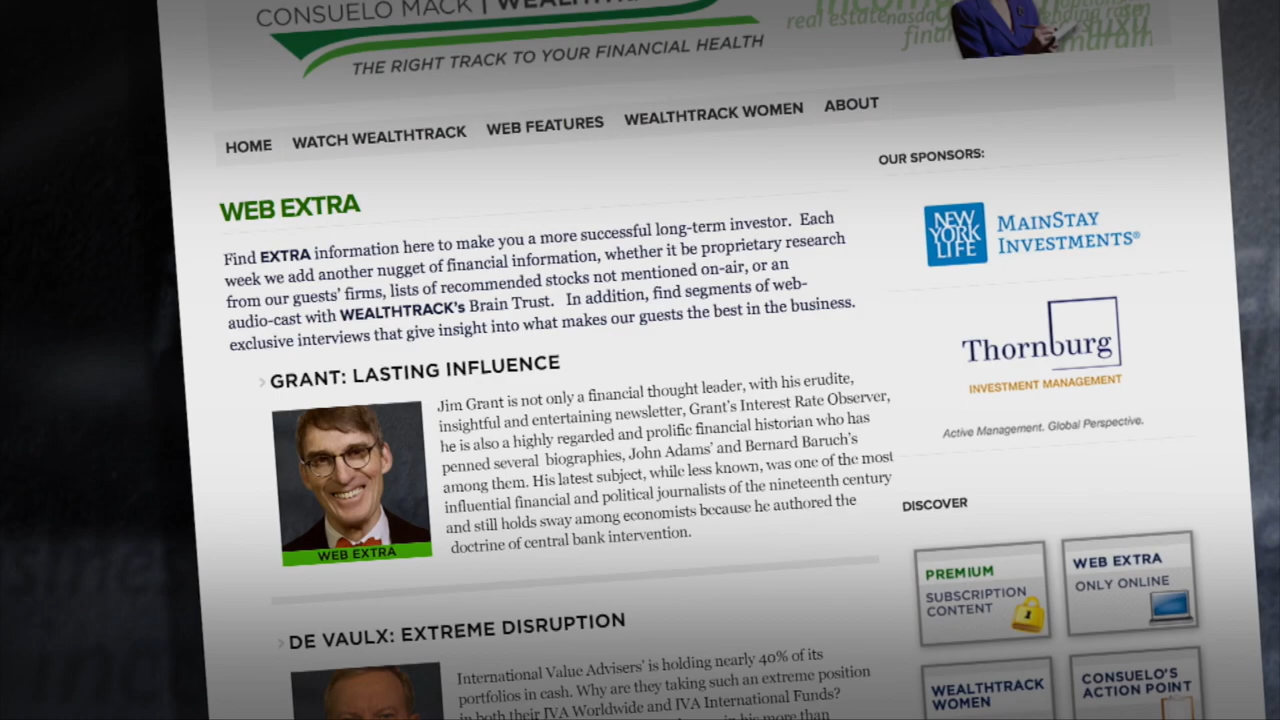 CONSUELO MACK | WEALTHTRACK
THE RIGHT TRACK TO YOUR FINANCIAL HEALTH
real estate nasdaq
HOME WATCH WEALTHTRACK WEB FEATURES WEALTHTRACK WOMEN ABOUT
WEB EXTRA
Find EXTRA information here to make you a more successful long-term investor. Each
week we add another nugget of financial information, whether it be proprietary research
from our guests' firms, lists of recommended stocks not mentioned on-air, or an
audio-cast with WEALTHTRACK's Brain Trust. In addition, find segments of web-
exclusive interviews that give insight into what makes our guests the best in the business.
GRANT: LASTING INFLUENCE
WEB EXTRA
Jim Grant is not only a financial thought leader, with his erudite,
insightful and entertaining newsletter, Grant's Interest Rate Observer,
he is also a highly regarded and prolific financial historian who has
penned several biographies, John Adams' and Bernard Baruch's
among them. His latest subject, while less known, was one of the most
influential financial and political journalists of the nineteenth century
and still holds sway among economists because he authored the
doctrine of central bank intervention.
DE VAULX: EXTREME DISRUPTION
International Value Advisers' is holding nearly 40% of its
portfolios in cash. Why are they taking such an extreme position
in both their IVA Worldwide and IVA International Funds?
OUR SPONSORS:
NEW
YORK
LIFE
MAINSTAY
INVESTMENTS®
Thornburg
INVESTMENT MANAGEMENT
Active Management. Global Perspective.
DISCOVER
PREMIUM
SUBSCRIPTION
CONTENT
WEB EXTRA
ONLY ONLINE
WEALTHTRACK
WOMEN
CONSUELO'S
ACTION POINT